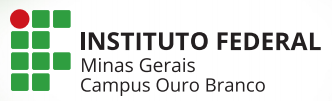 INSTITUTO FEDERAL
Minas Gerais
Campus Ouro Branco